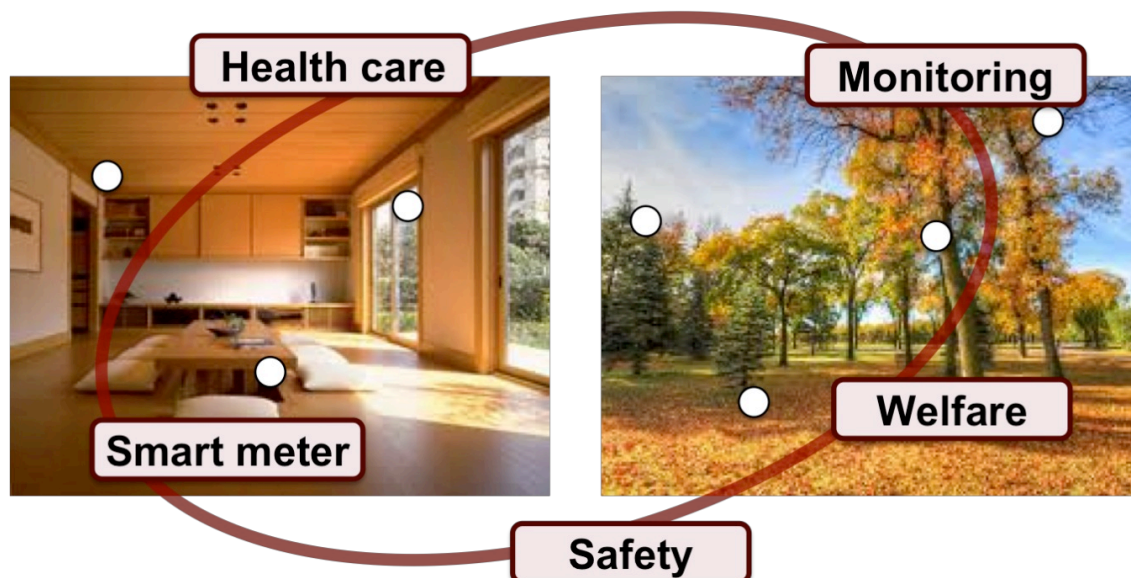 Health care
Monitoring
Smart meter
Welfare
Safety